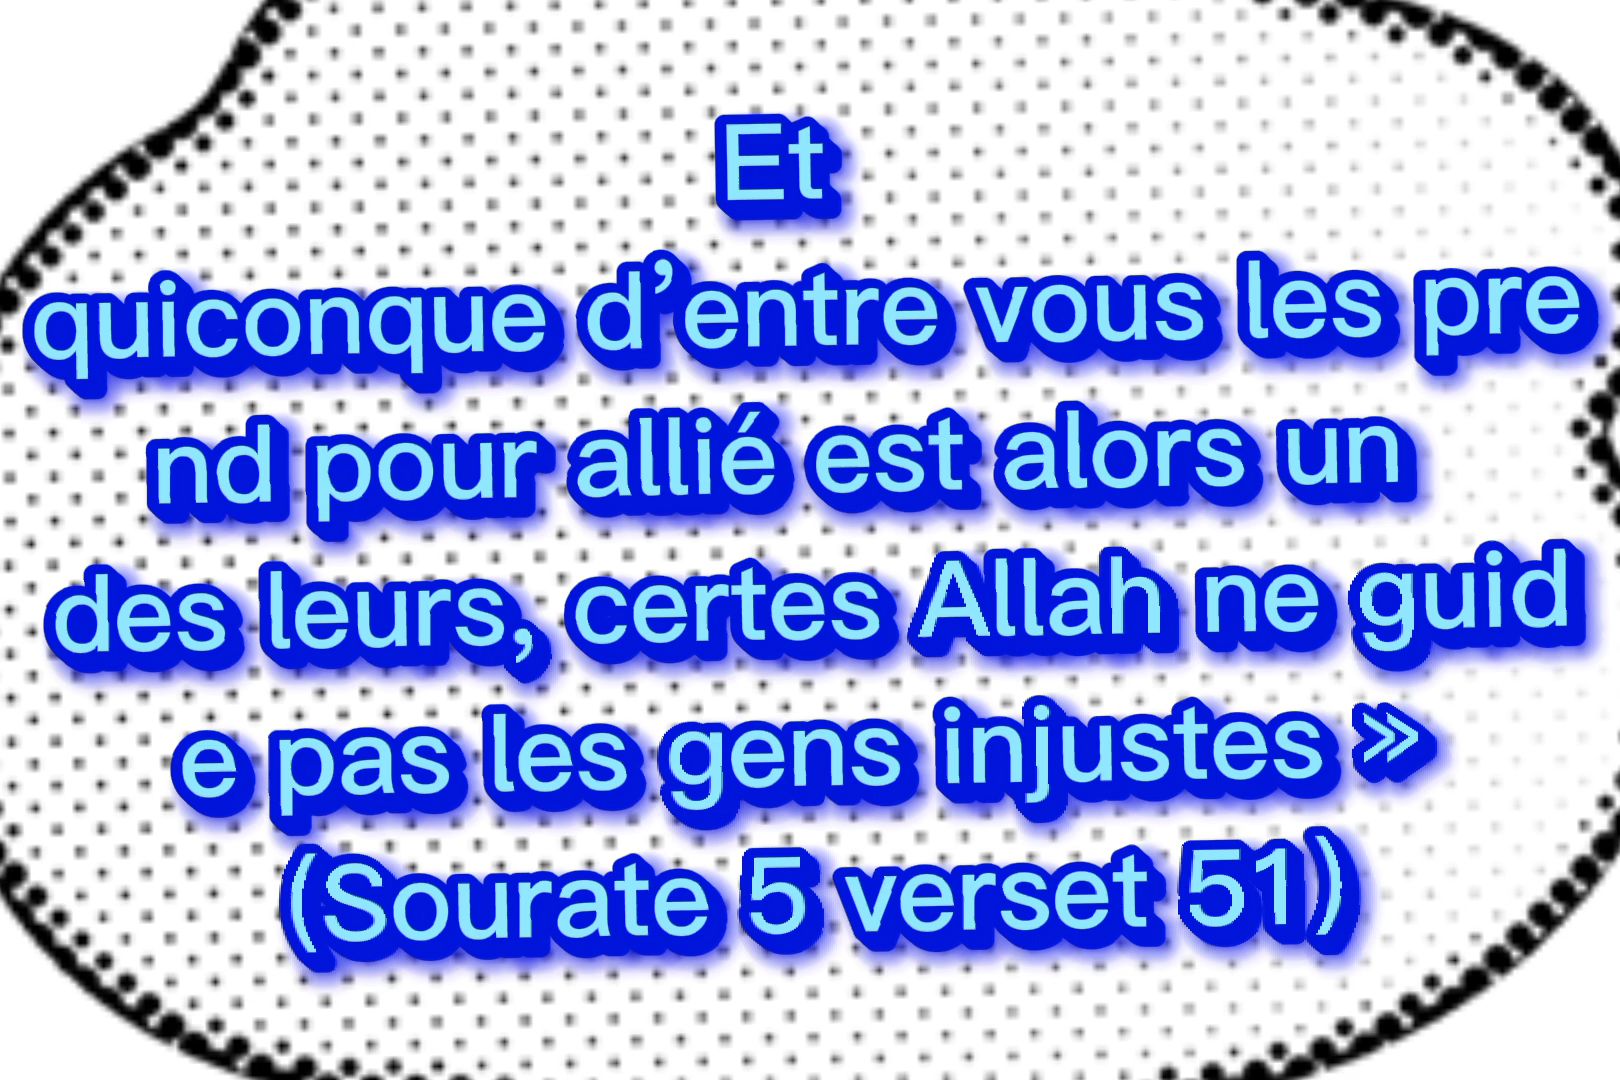 Et
quiconque d’entre vous les pre
nd pour allié est alors un
des leurs, certes Allah ne guid
e pas les gens injustes »
(Sourate 5 verset 51)